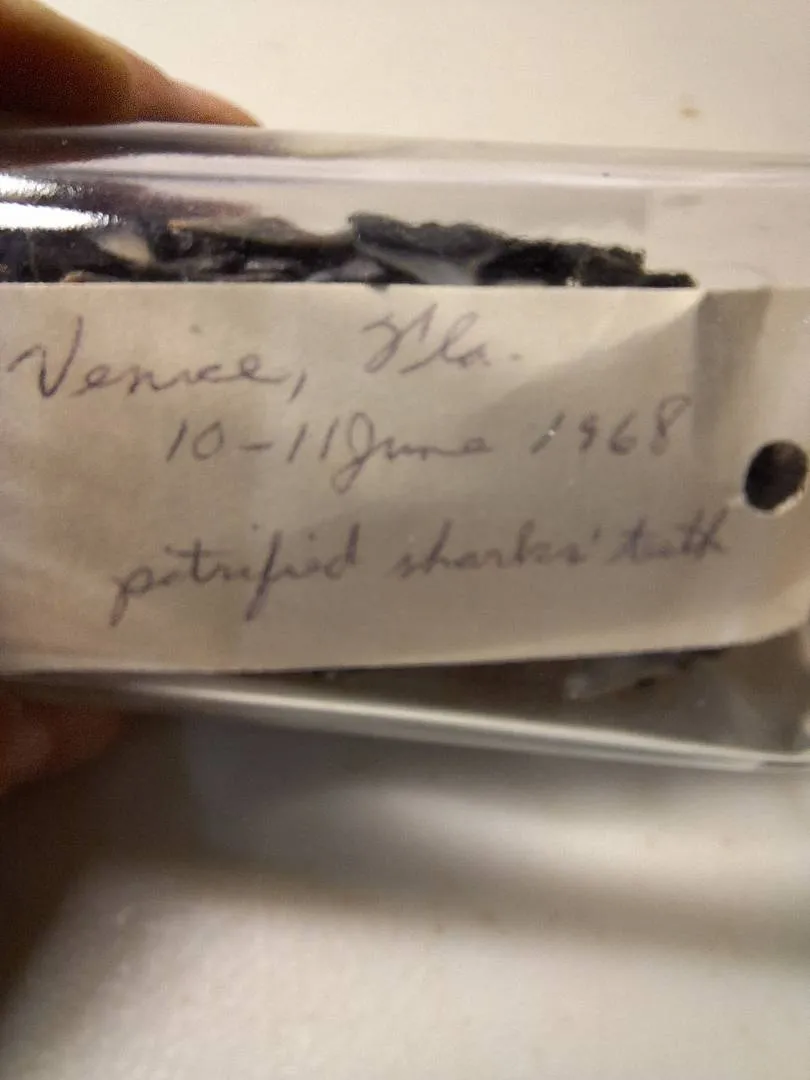 Venice, Fla.
10-11 June 1968
petrified sharks' teeth